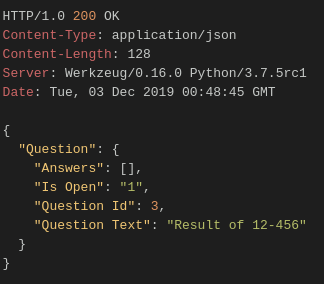 HTTP/1.0 200 OK
Content-Type: application/json
Content-Length: 128
Server: Werkzeug/0.16.0 Python/3.7.5rc1
Date: Tue, 03 Dec 2019 00:48:45 GMT

{
  "Question": {
    "Answers": [],
    "Is Open": "1",
    "Question Id": 3,
    "Question Text": "Result of 12-456"
  }
}